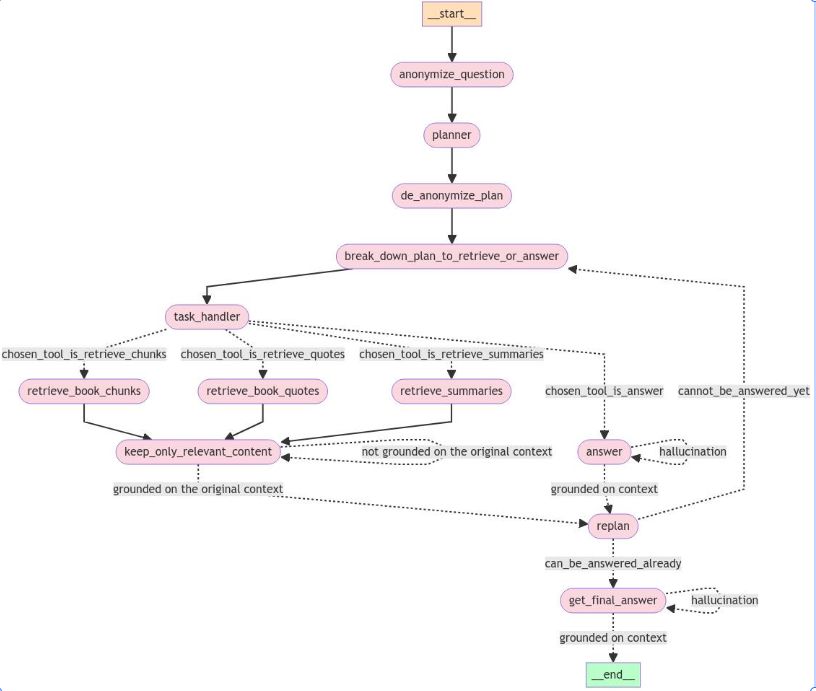 __start__
anonymize_question
planner
de_anonymize_plan
break_down_plan_to_retrieve_or_answer
task_handler
chosen_tool_is_retrieve_chunks
chosen_tool_is_retrieve_quotes
chosen_tool_is_retrieve_summaries
retrieve_book_chunks
retrieve_book_quotes
retrieve_summaries
chosen_tool_is_answer
cannot_be_answered_yet
keep_only_relevant_content
not grounded on the original context
answer
hallucination
grounded on the original context
grounded on context
replan
can_be_answered_already
get_final_answer
hallucination
grounded on context
__end__